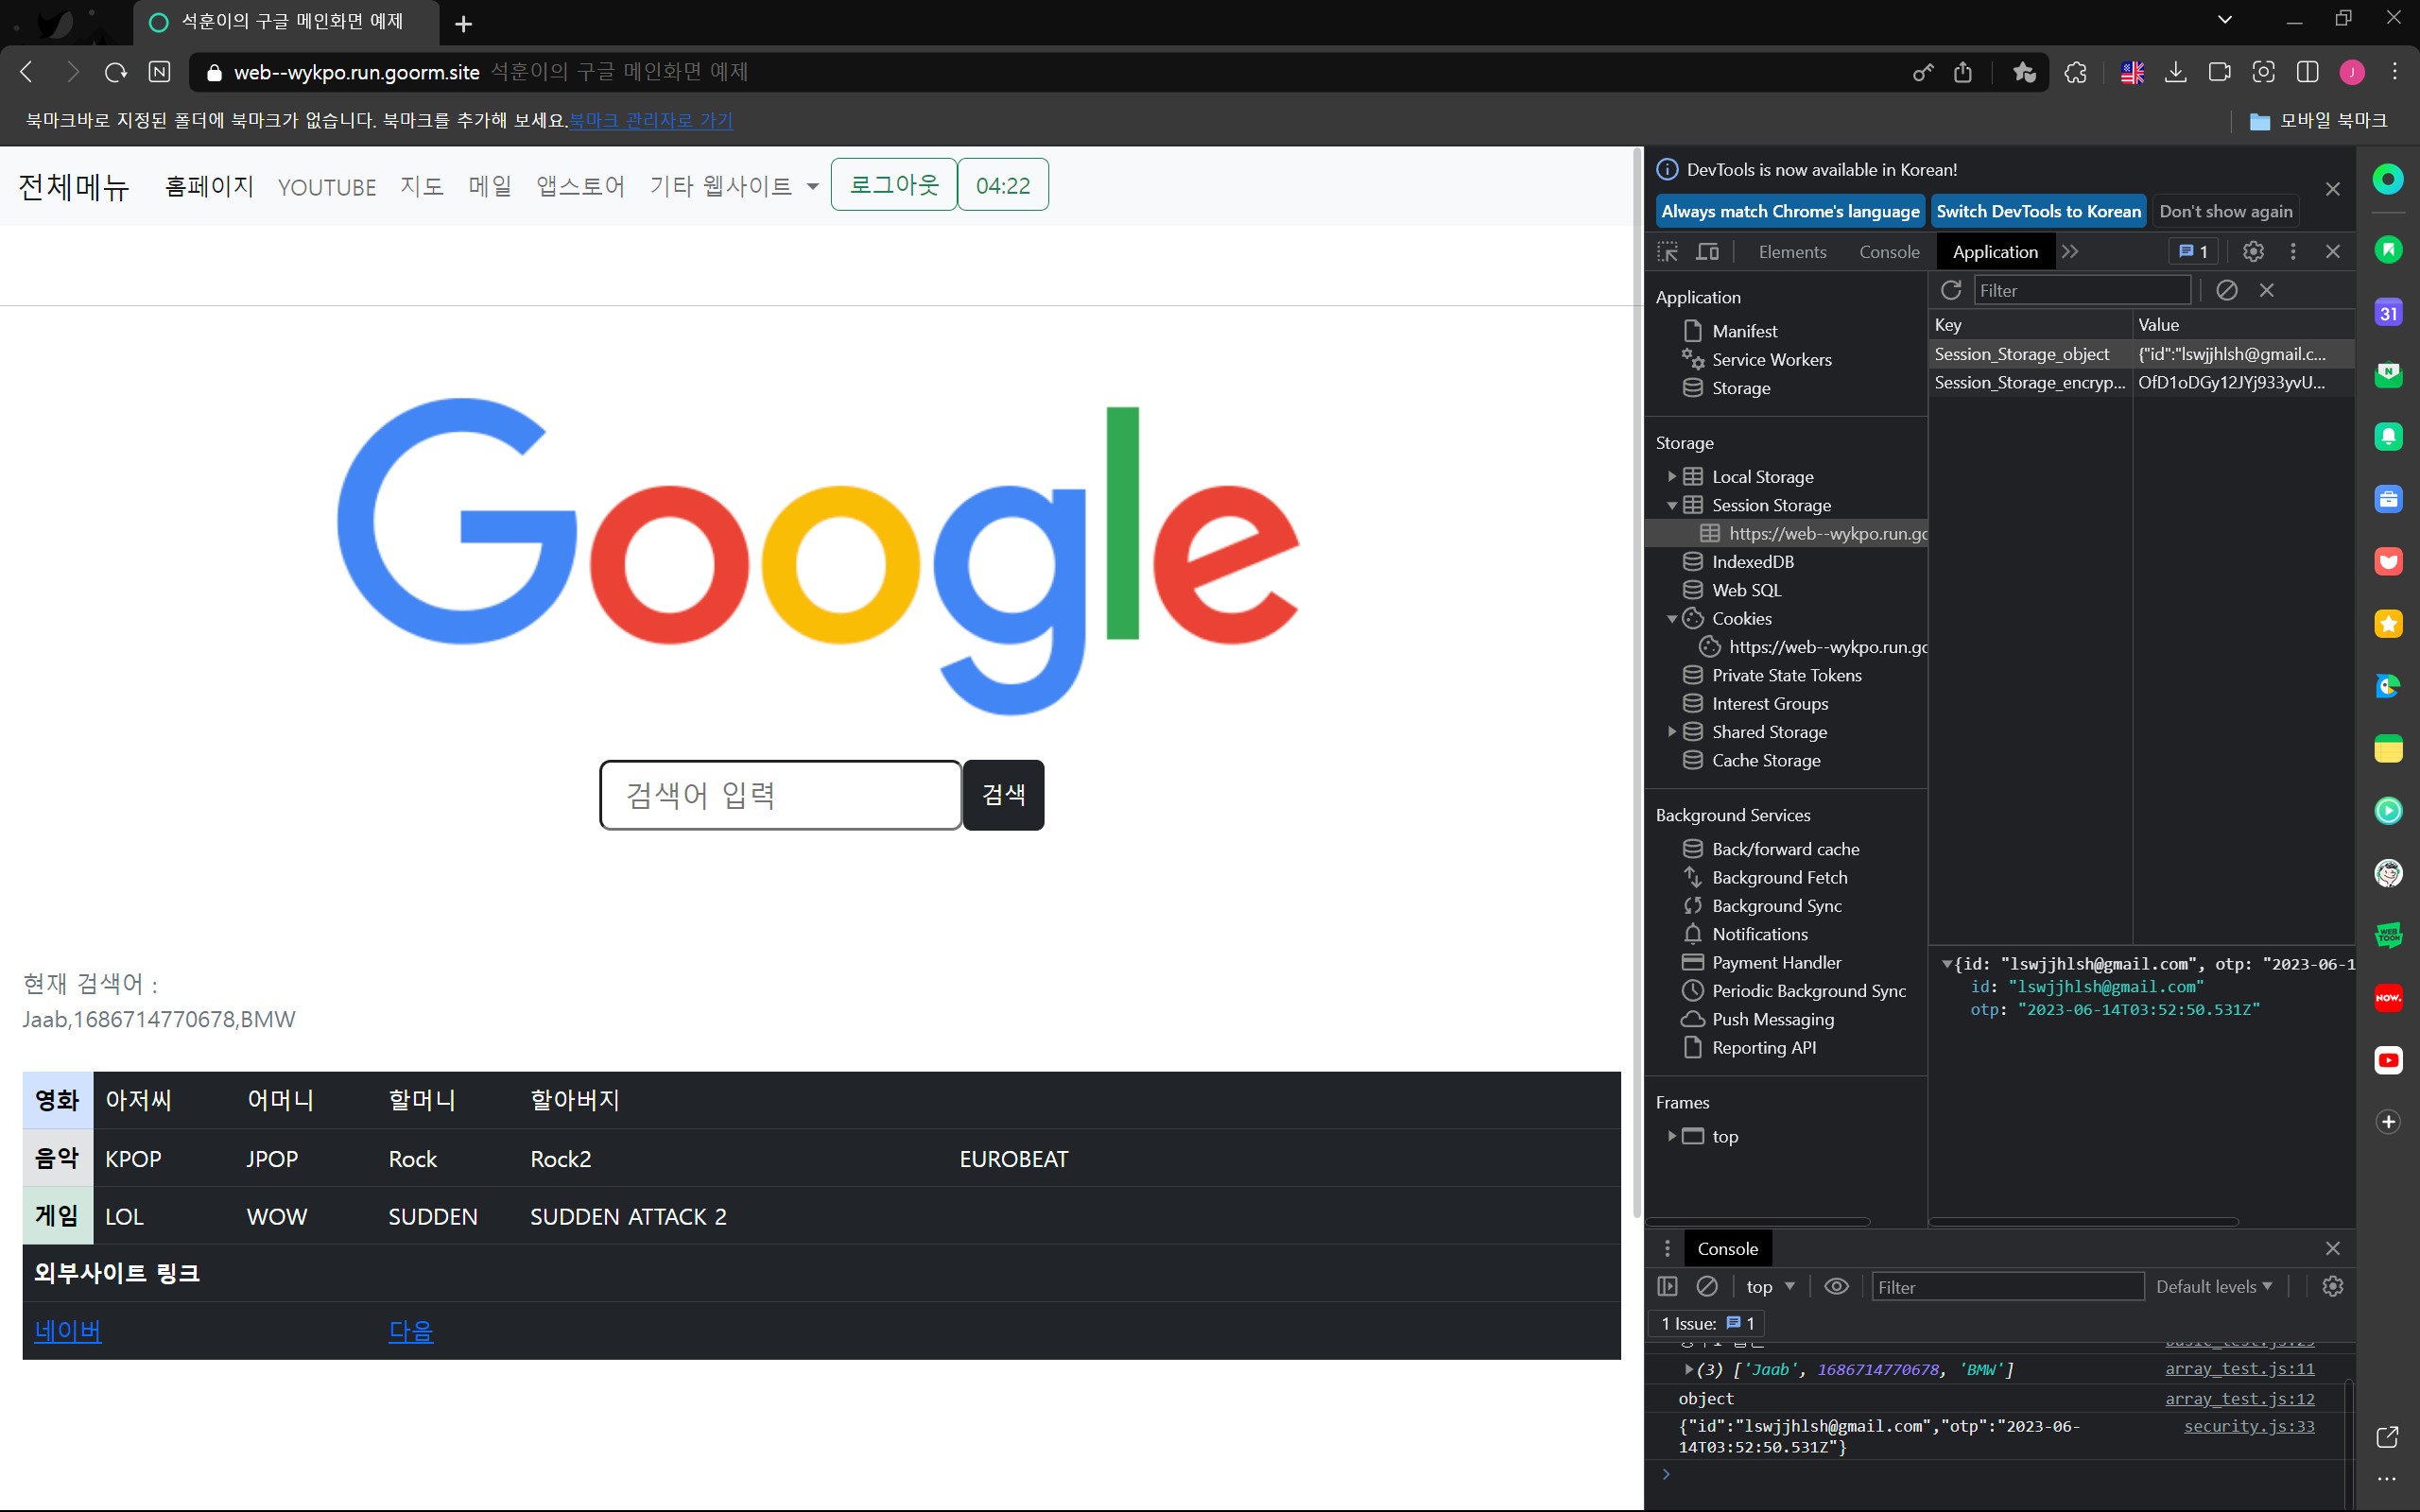 석훈이의 구글 메인화면 예제
web--wykpo.run.goorm.site 석훈이의 구글 메인화면 예제
J
북마크바로 지정된 폴더에 북마크가 없습니다. 북마크를 추가해 보세요.북마크 관리자로 가기
모바일 북마크
전체메뉴 홈페이지 YOUTUBE 지도 메일 앱스토어 기타 웹사이트 로그아웃 04:22
Google
검색어 입력 검색
현재 검색어 :
Jaab,1686714770678,BMW
영화 아저씨 어머니 할머니 할아버지
음악 KPOP JPOP Rock Rock2 EUROBEAT
게임 LOL WOW SUDDEN SUDDEN ATTACK 2
외부사이트 링크
네이버 다음
DevTools is now available in Korean!
Always match Chrome's language Switch DevTools to Korean Don't show again
Elements Console Application 1
Application
Manifest
Service Workers
Storage
Storage
Local Storage
Session Storage
https://web--wykpo.run.gc
IndexedDB
Web SQL
Cookies
https://web--wykpo.run.gc
Private State Tokens
Interest Groups
Shared Storage
Cache Storage
Background Services
Back/forward cache
Background Fetch
Background Sync
Notifications
Payment Handler
Periodic Background Sync
Push Messaging
Reporting API
Frames
top
Filter
Key Value
Session_Storage_object {"id":"lswjjhlsh@gmail.c...
Session_Storage_encryp... OfD1oDGy12JYj933yvU...
{id: "lswjjhlsh@gmail.com", otp: "2023-06-1
id: "lswjjhlsh@gmail.com"
otp: "2023-06-14T03:52:50.531Z"
Console
top Filter Default levels
1 Issue: 1
(3) ['Jaab', 1686714770678, 'BMW'] array_test.js:11
object array_test.js:12
{"id":"lswjjhlsh@gmail.com","otp":"2023-06- security.js:33
14T03:52:50.531Z"}
31
N
WEB
TOON
NOW.